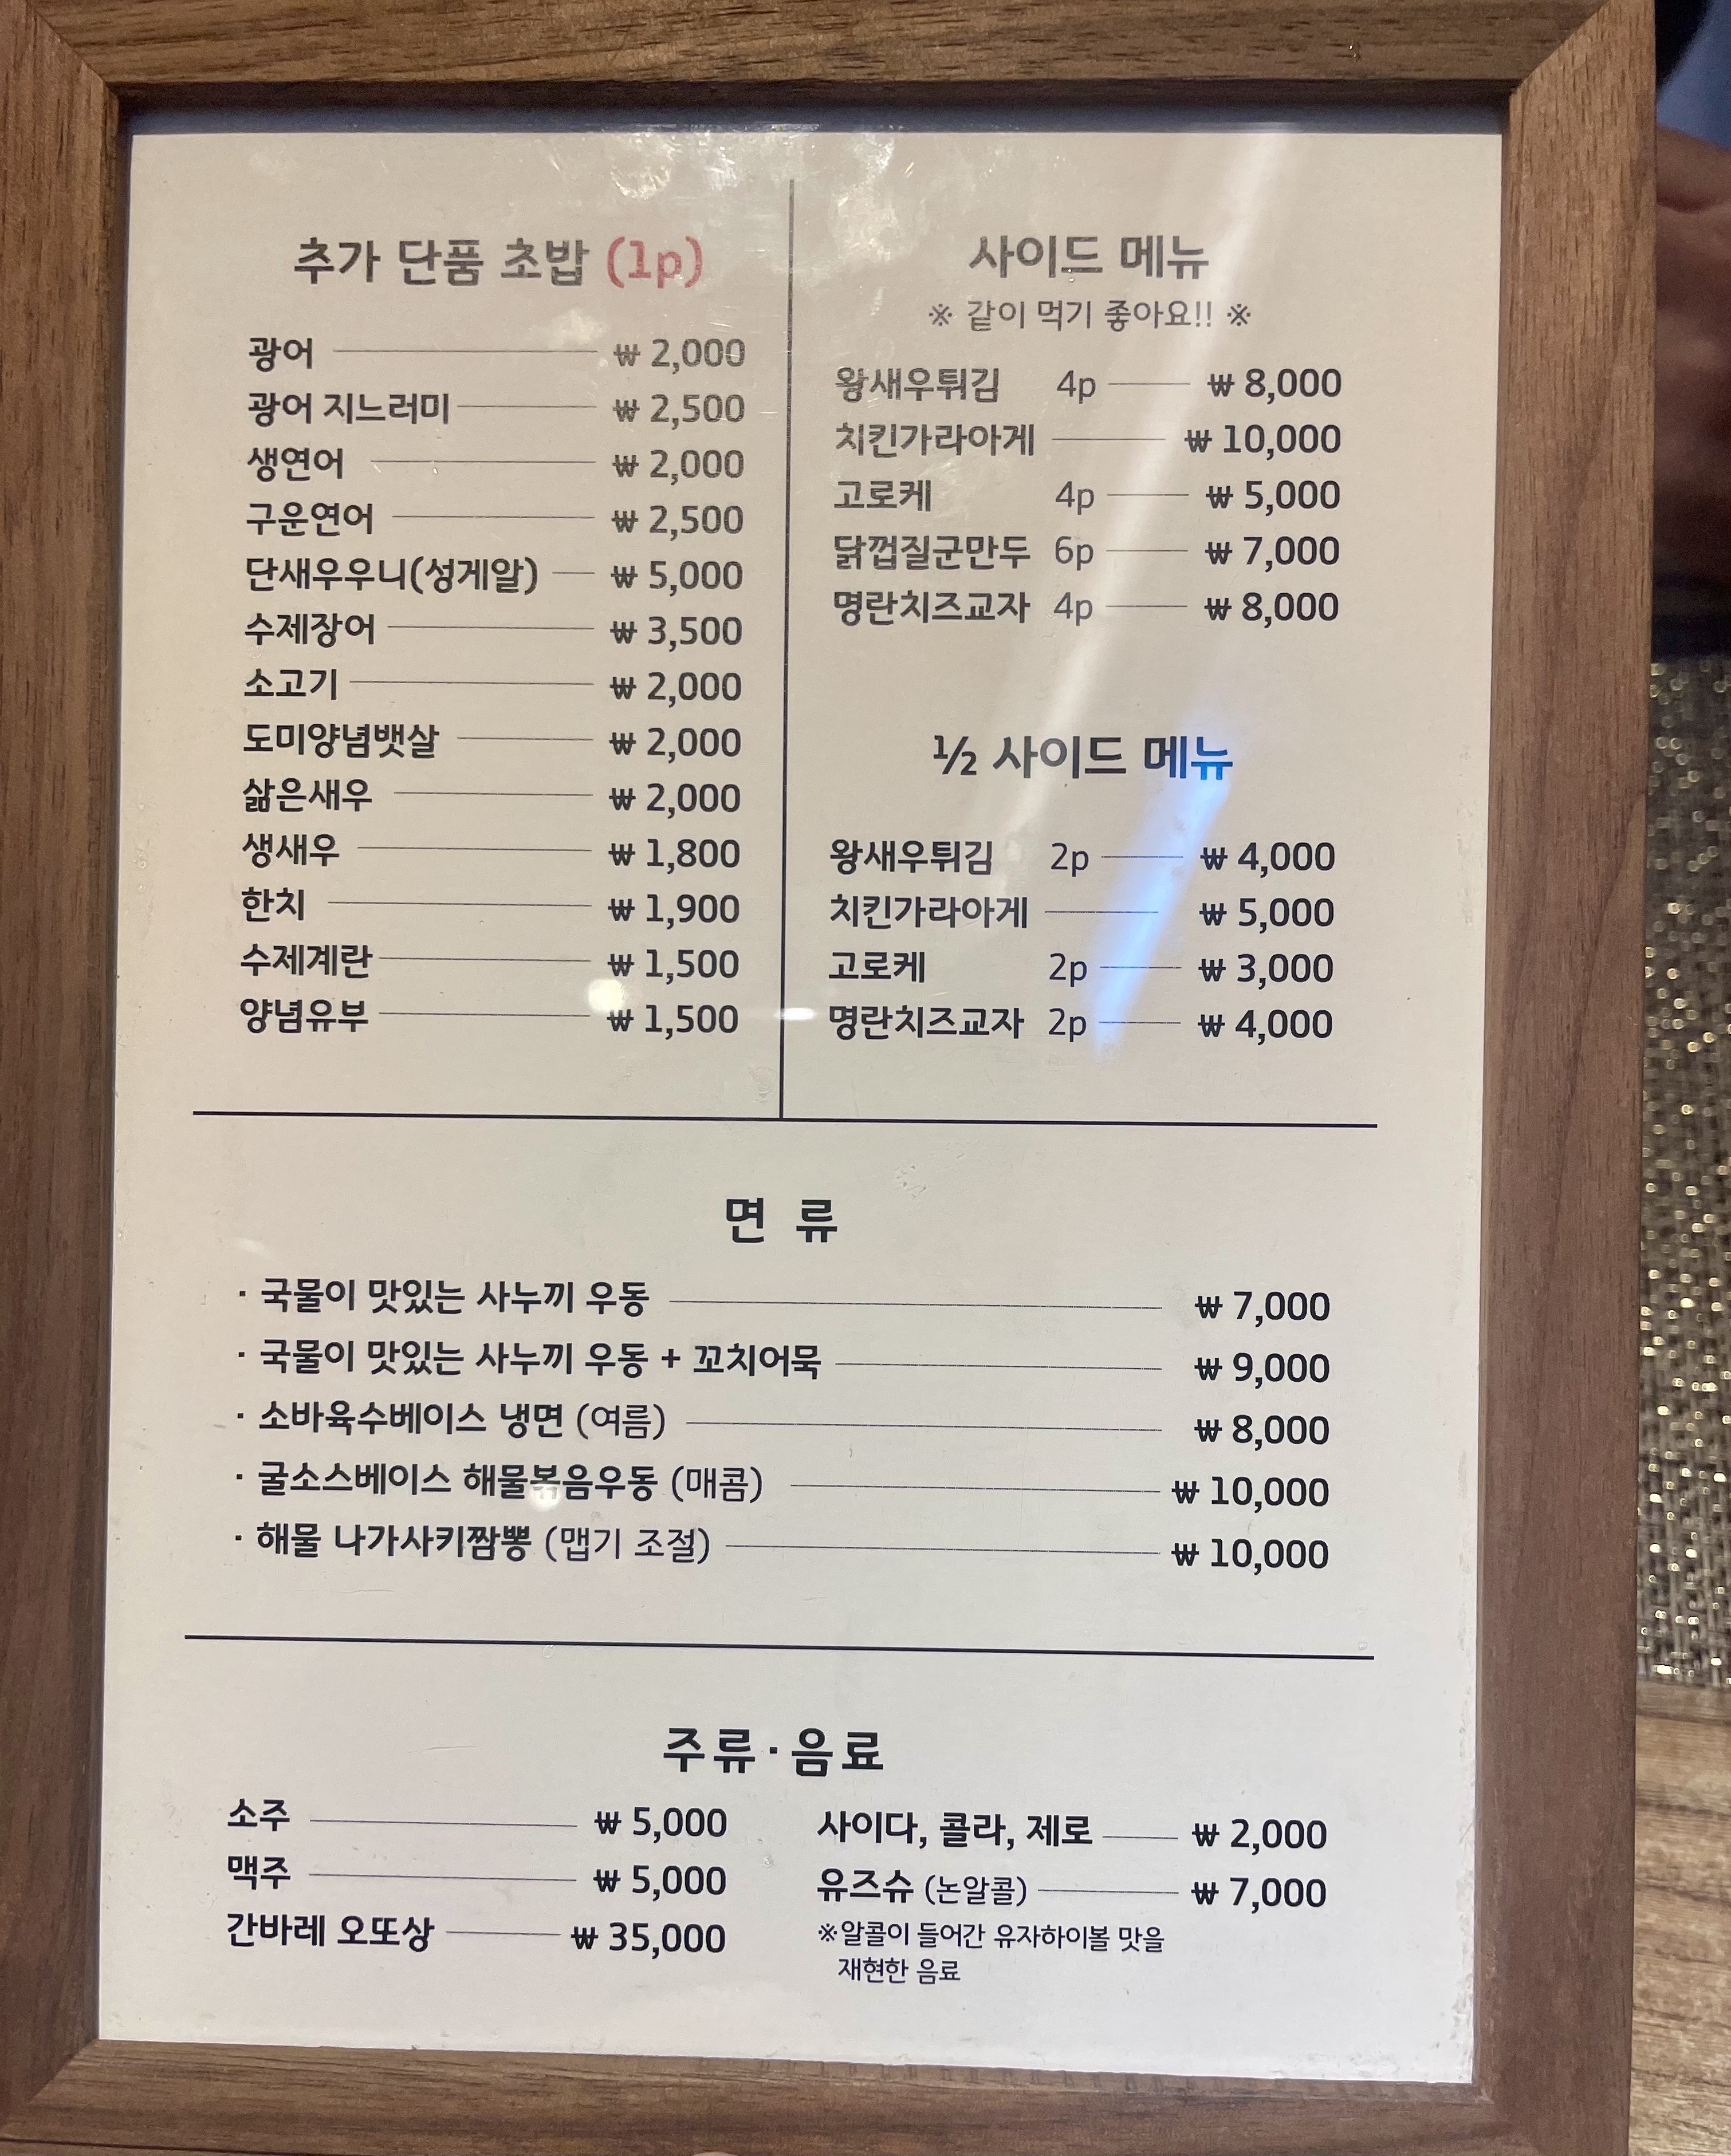 추가 단품 초밥 (1p)
광어 ₩ 2,000
광어 지느러미 ₩ 2,500
생연어 ₩ 2,000
구운연어 ₩ 2,500
단새우우니(성게알) ₩ 5,000
수제장어 ₩ 3,500
소고기 ₩ 2,000
도미양념뱃살 ₩ 2,000
삶은새우 ₩ 2,000
생새우 ₩ 1,800
한치 ₩ 1,900
수제계란 ₩ 1,500
양념유부 ₩ 1,500
사이드 메뉴
※ 같이 먹기 좋아요!! ※
왕새우튀김 4p ₩ 8,000
치킨가라아게 ₩ 10,000
고로케 4p ₩ 5,000
닭껍질군만두 6p ₩ 7,000
명란치즈교자 4p ₩ 8,000
½ 사이드 메뉴
왕새우튀김 2p ₩ 4,000
치킨가라아게 ₩ 5,000
고로케 2p ₩ 3,000
명란치즈교자 2p ₩ 4,000
면 류
· 국물이 맛있는 사누끼 우동 ₩ 7,000
· 국물이 맛있는 사누끼 우동 + 꼬치어묵 ₩ 9,000
· 소바육수베이스 냉면 (여름) ₩ 8,000
· 굴소스베이스 해물볶음우동 (매콤) ₩ 10,000
· 해물 나가사키짬뽕 (맵기 조절) ₩ 10,000
주류·음료
소주 ₩ 5,000
맥주 ₩ 5,000
간바레 오또상 ₩ 35,000
사이다, 콜라, 제로 ₩ 2,000
유즈슈 (논알콜) ₩ 7,000
※알콜이 들어간 유자하이볼 맛을
재현한 음료